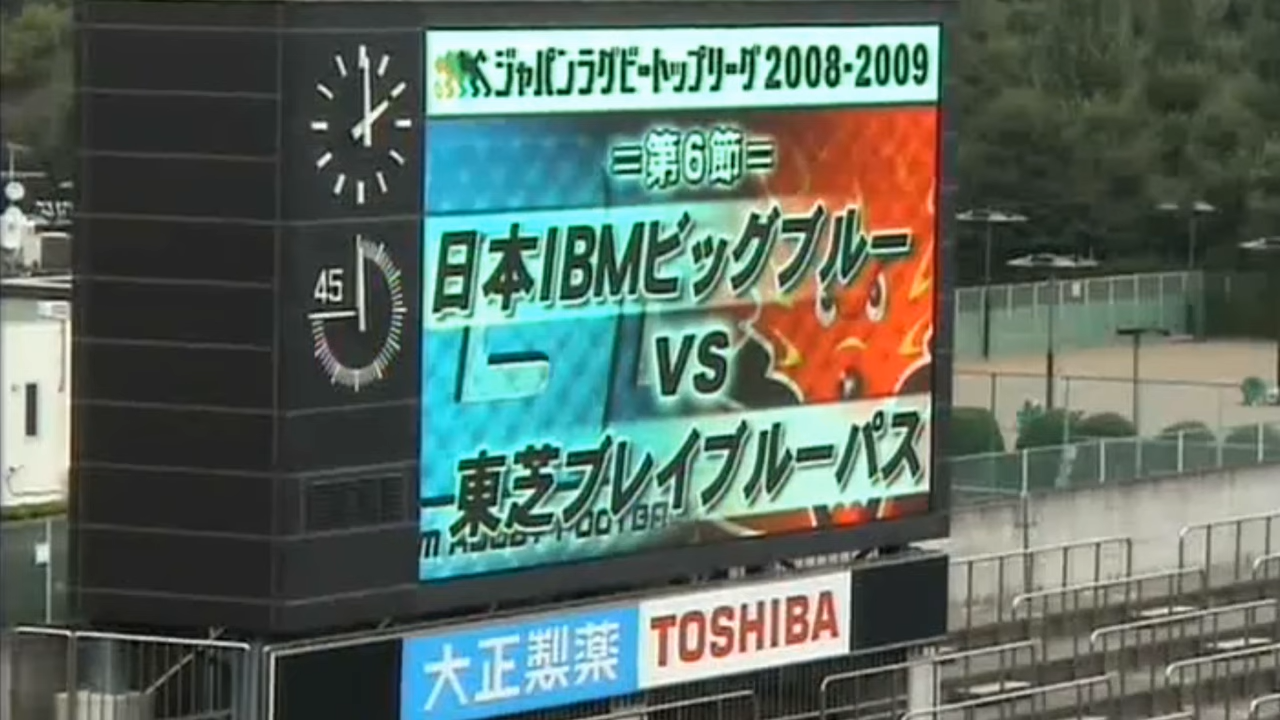 ジャパンラグビートップリーグ2008-2009
=第6節=
日本IBMビッグブルー
VS
東芝ブレイブルーパス
45
大正製薬
TOSHIBA